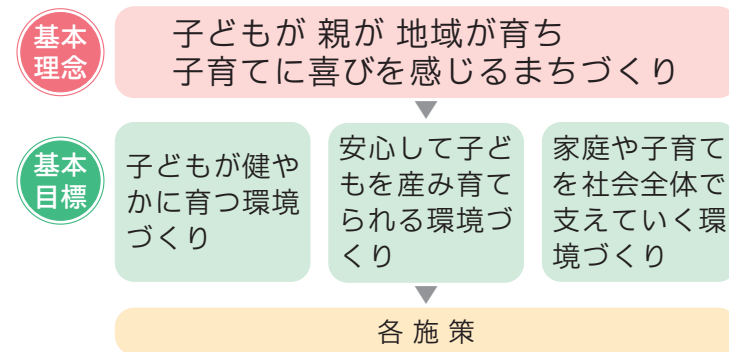 基本
理念
子どもが 親が 地域が育ち
子育てに喜びを感じるまちづくり
基本
目標
子どもが健や
かに育つ環境
づくり
安心して子ど
もを産み育て
られる環境づ
くり
家庭や子育て
を社会全体で
支えていく環
境づくり
各 施 策